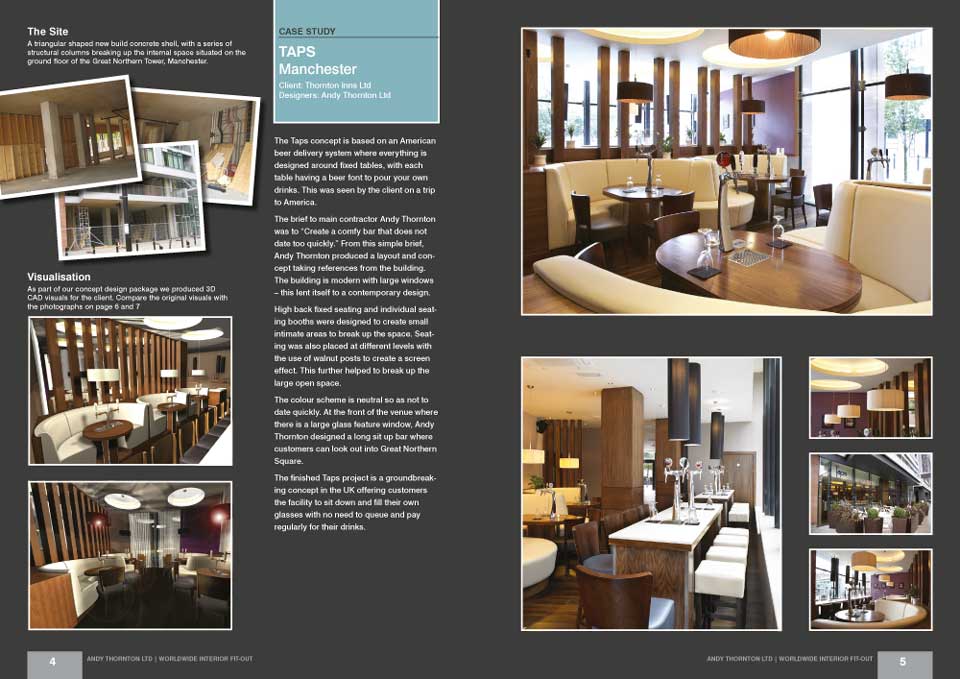 The Site
A triangular shaped new build concrete shell, with a series of
structural columns breaking up the internal space situated on the
ground floor of the Great Northern Tower, Manchester.
Visualisation
As part of our concept design package we produced 3D
CAD visuals for the client. Compare the original visuals with
the photographs on page 6 and 7
CASE STUDY
TAPS
Manchester
Client: Thornton Inns Ltd
Designers: Andy Thornton Ltd
The Taps concept is based on an American
beer delivery system where everything is
designed around fixed tables, with each
table having a beer font to pour your own
drinks. This was seen by the client on a trip
to America.
The brief to main contractor Andy Thornton
was to “Create a comfy bar that does not
date too quickly.” From this simple brief,
Andy Thornton produced a layout and con-
cept taking references from the building.
The building is modern with large windows
– this lent itself to a contemporary design.
High back fixed seating and individual seat-
ing booths were designed to create small
intimate areas to break up the space. Seat-
ing was also placed at different levels with
the use of walnut posts to create a screen
effect. This further helped to break up the
large open space.
The colour scheme is neutral so as not to
date quickly. At the front of the venue where
there is a large glass feature window, Andy
Thornton designed a long sit up bar where
customers can look out into Great Northern
Square.
The finished Taps project is a groundbreak-
ing concept in the UK offering customers
the facility to sit down and fill their own
glasses with no need to queue and pay
regularly for their drinks.
4
ANDY THORNTON LTD | WORLDWIDE INTERIOR FIT-OUT
ANDY THORNTON LTD | WORLDWIDE INTERIOR FIT-OUT
5